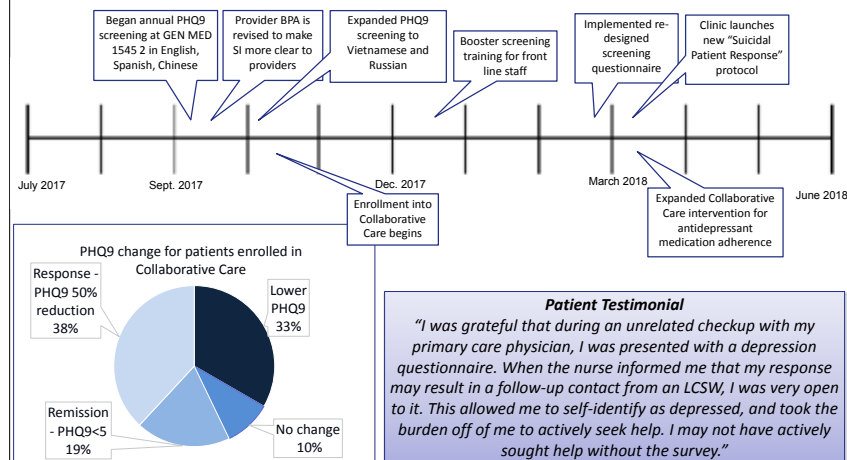 Began annual PHQ9
screening at GEN MED
1545 2 in English,
Spanish, Chinese
Provider BPA is
revised to make
SI more clear to
providers
Expanded PHQ9
screening to
Vietnamese and
Russian
Booster screening
training for front
line staff
Implemented re-
designed
screening
questionnaire
Clinic launches
new “Suicidal
Patient Response”
protocol
July 2017
Sept. 2017
Dec. 2017
March 2018
June 2018
Enrollment into
Collaborative
Care begins
Expanded Collaborative
Care intervention for
antidepressant
medication adherence
PHQ9 change for patients enrolled in
Collaborative Care
Response -
PHQ9 50%
reduction
38%
Lower
PHQ9
33%
Remission
- PHQ9<5
19%
No change
10%
Patient Testimonial
“I was grateful that during an unrelated checkup with my
primary care physician, I was presented with a depression
questionnaire. When the nurse informed me that my response
may result in a follow-up contact from an LCSW, I was very open
to it. This allowed me to self-identify as depressed, and took the
burden off of me to actively seek help. I may not have actively
sought help without the survey.”